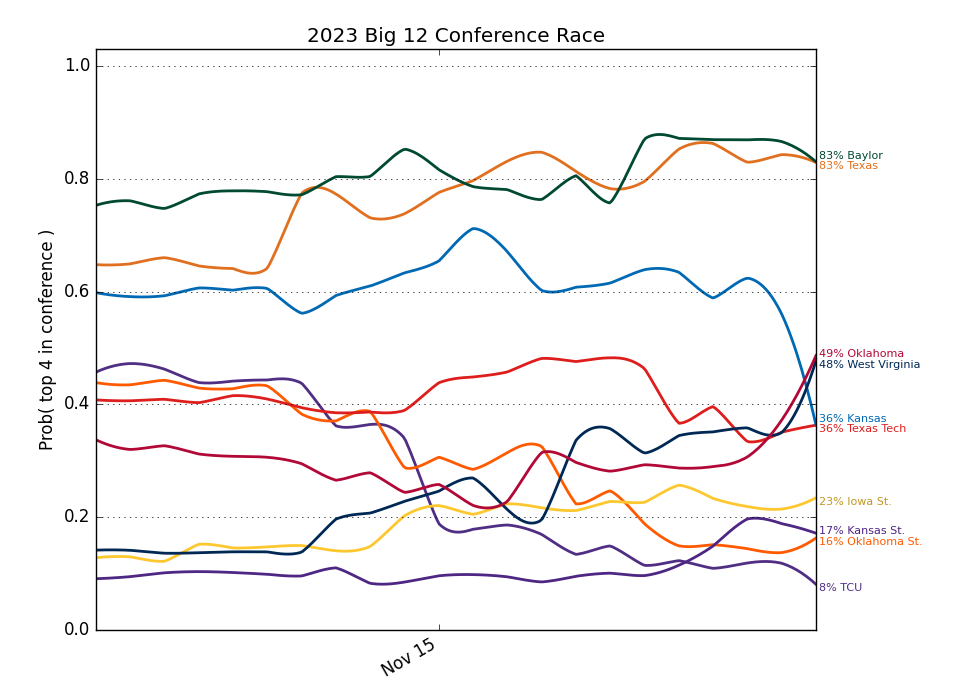 2023 Big 12 Conference Race
Prob( top 4 in conference )
1.0
0.8
0.6
0.4
0.2
0.0
Nov 15
83% Baylor
83% Texas
49% Oklahoma
48% West Virginia
36% Kansas
36% Texas Tech
23% Iowa St.
17% Kansas St.
16% Oklahoma St.
8% TCU